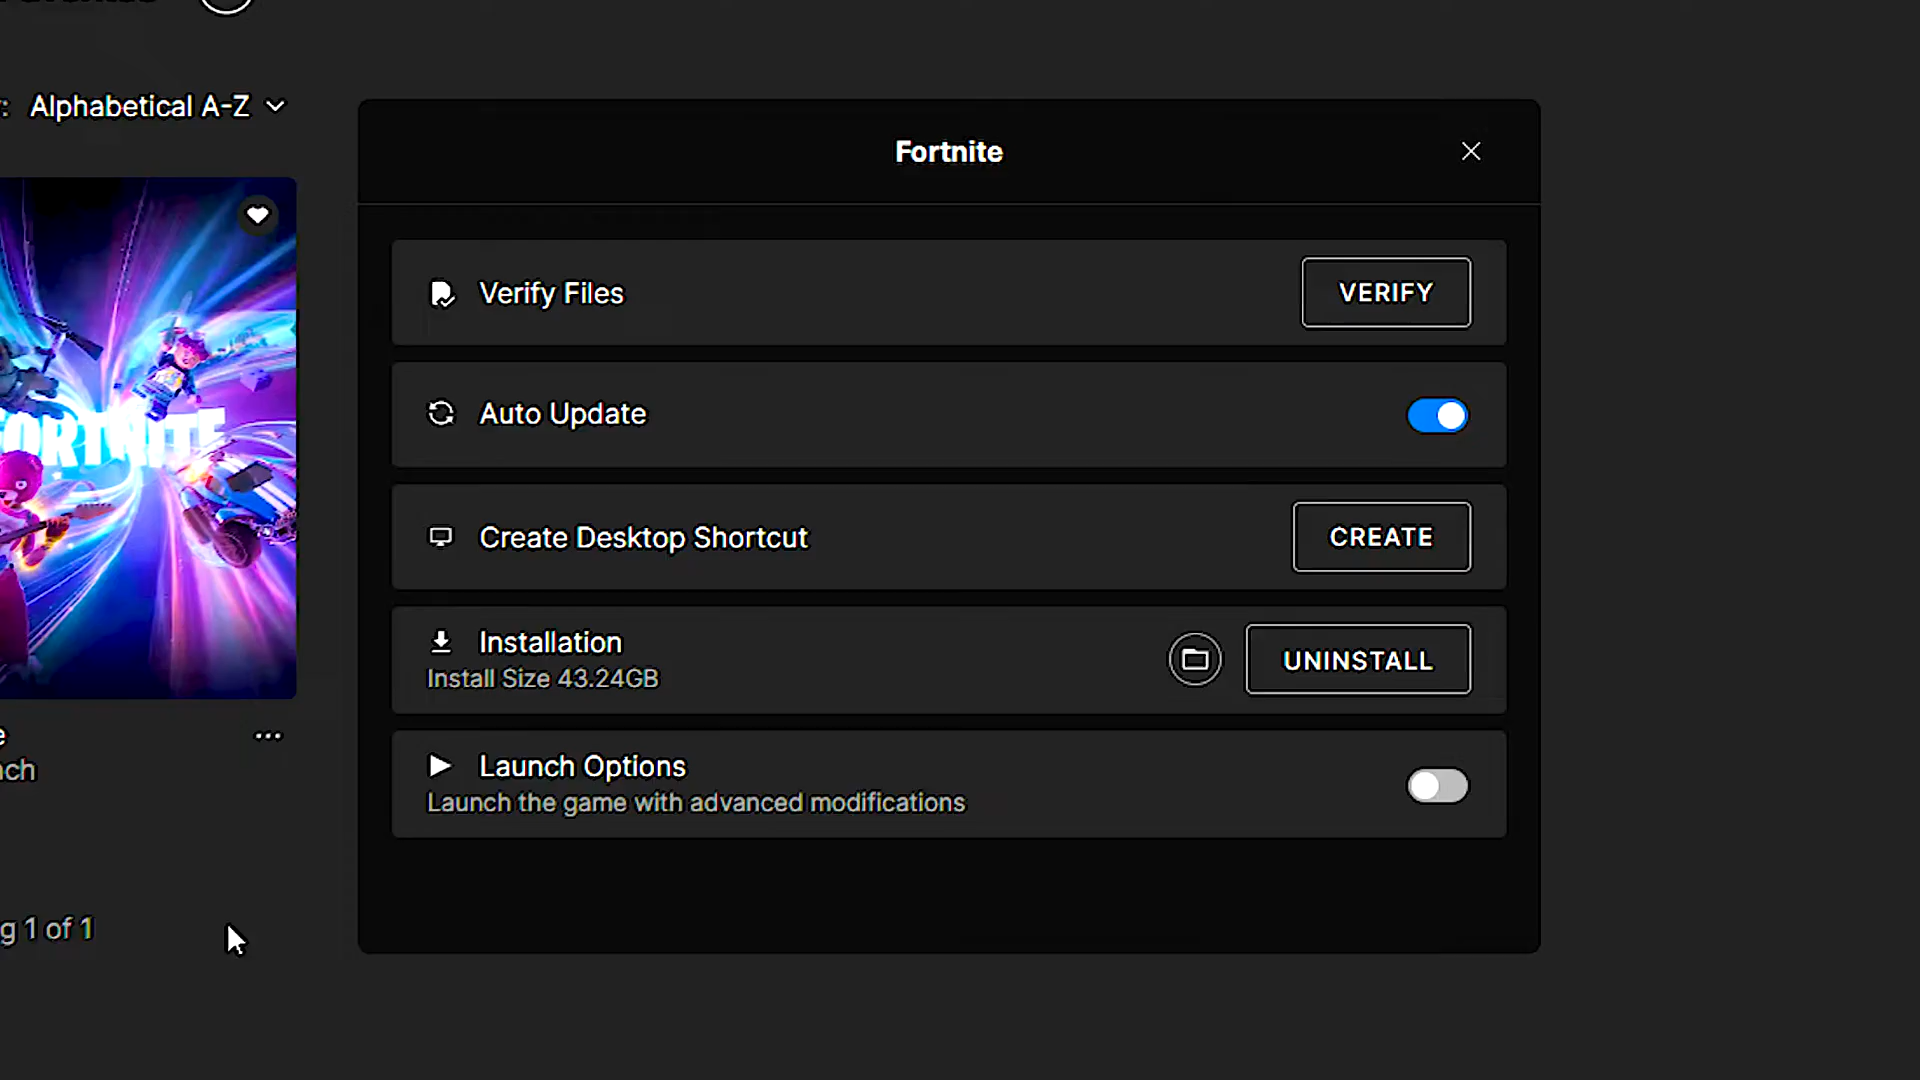 Alphabetical A-Z
Fortnite
Verify Files
VERIFY
Auto Update
Create Desktop Shortcut
CREATE
Installation
Install Size 43.24GB
UNINSTALL
Launch Options
Launch the game with advanced modifications
ORTNITE
1 of 1